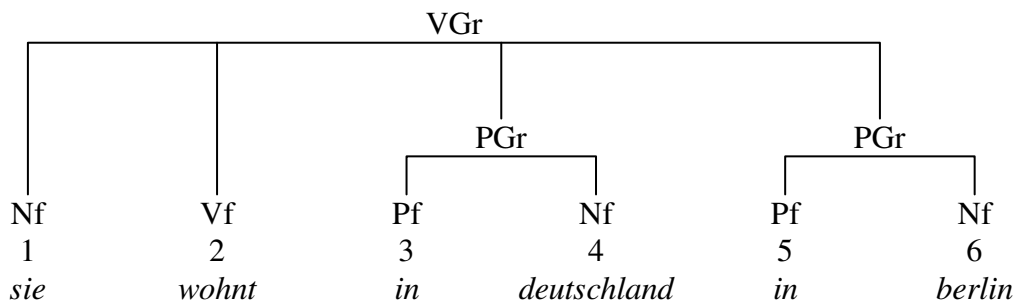 VGr
PGr PGr
Nf Vf Pf Nf Pf Nf
1 2 3 4 5 6
sie wohnt in deutschland in berlin